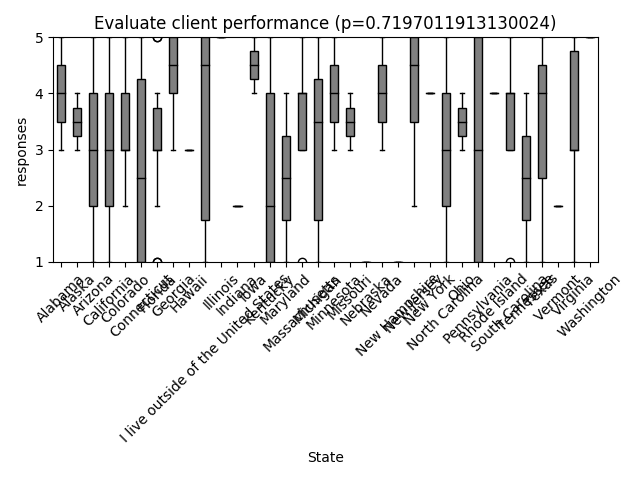 Evaluate client performance (p=0.7197011913130024)
responses
5
4
3
2
1
Alabama
Alaska
Arizona
California
Colorado
Connecticut
Florida
Georgia
Hawaii
I live outside of the United States
Illinois
Indiana
Iowa
Kentucky
Maryland
Massachusetts
Michigan
Minnesota
Missouri
Nebraska
Nevada
New Hampshire
New Jersey
New York
North Carolina
Ohio
Pennsylvania
Rhode Island
South Carolina
Tennessee
Texas
Vermont
Virginia
Washington
State